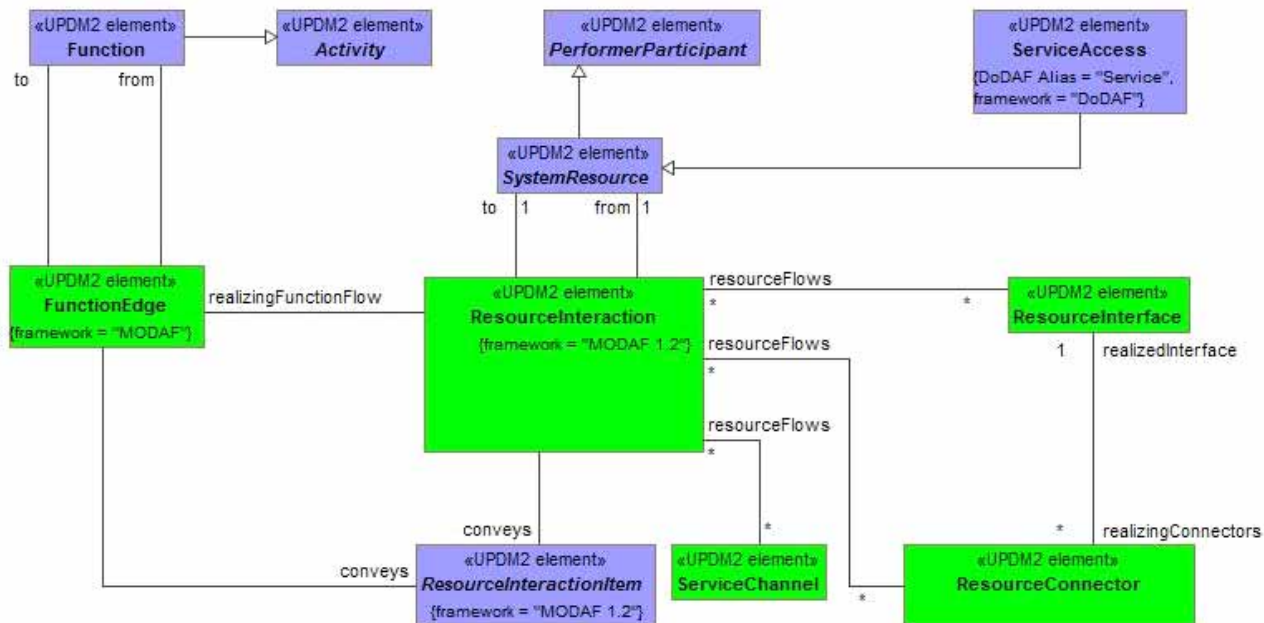 «UPDM2 element»
Function
«UPDM2 element»
Activity
«UPDM2 element»
PerformerParticipant
«UPDM2 element»
ServiceAccess
{DoDAF Alias = "Service",
framework = "DoDAF"}
to
from
«UPDM2 element»
SystemResource
to
1
from
1
«UPDM2 element»
FunctionEdge
{framework = "MODAF"}
realizingFunctionFlow
«UPDM2 element»
ResourceInteraction
{framework = "MODAF 1.2"}
resourceFlows
*
*
«UPDM2 element»
ResourceInterface
resourceFlows
*
1
realizedInterface
resourceFlows
*
conveys
*
*
realizingConnectors
conveys
«UPDM2 element»
ResourceInteractionItem
{framework = "MODAF 1.2"}
«UPDM2 element»
ServiceChannel
*
«UPDM2 element»
ResourceConnector